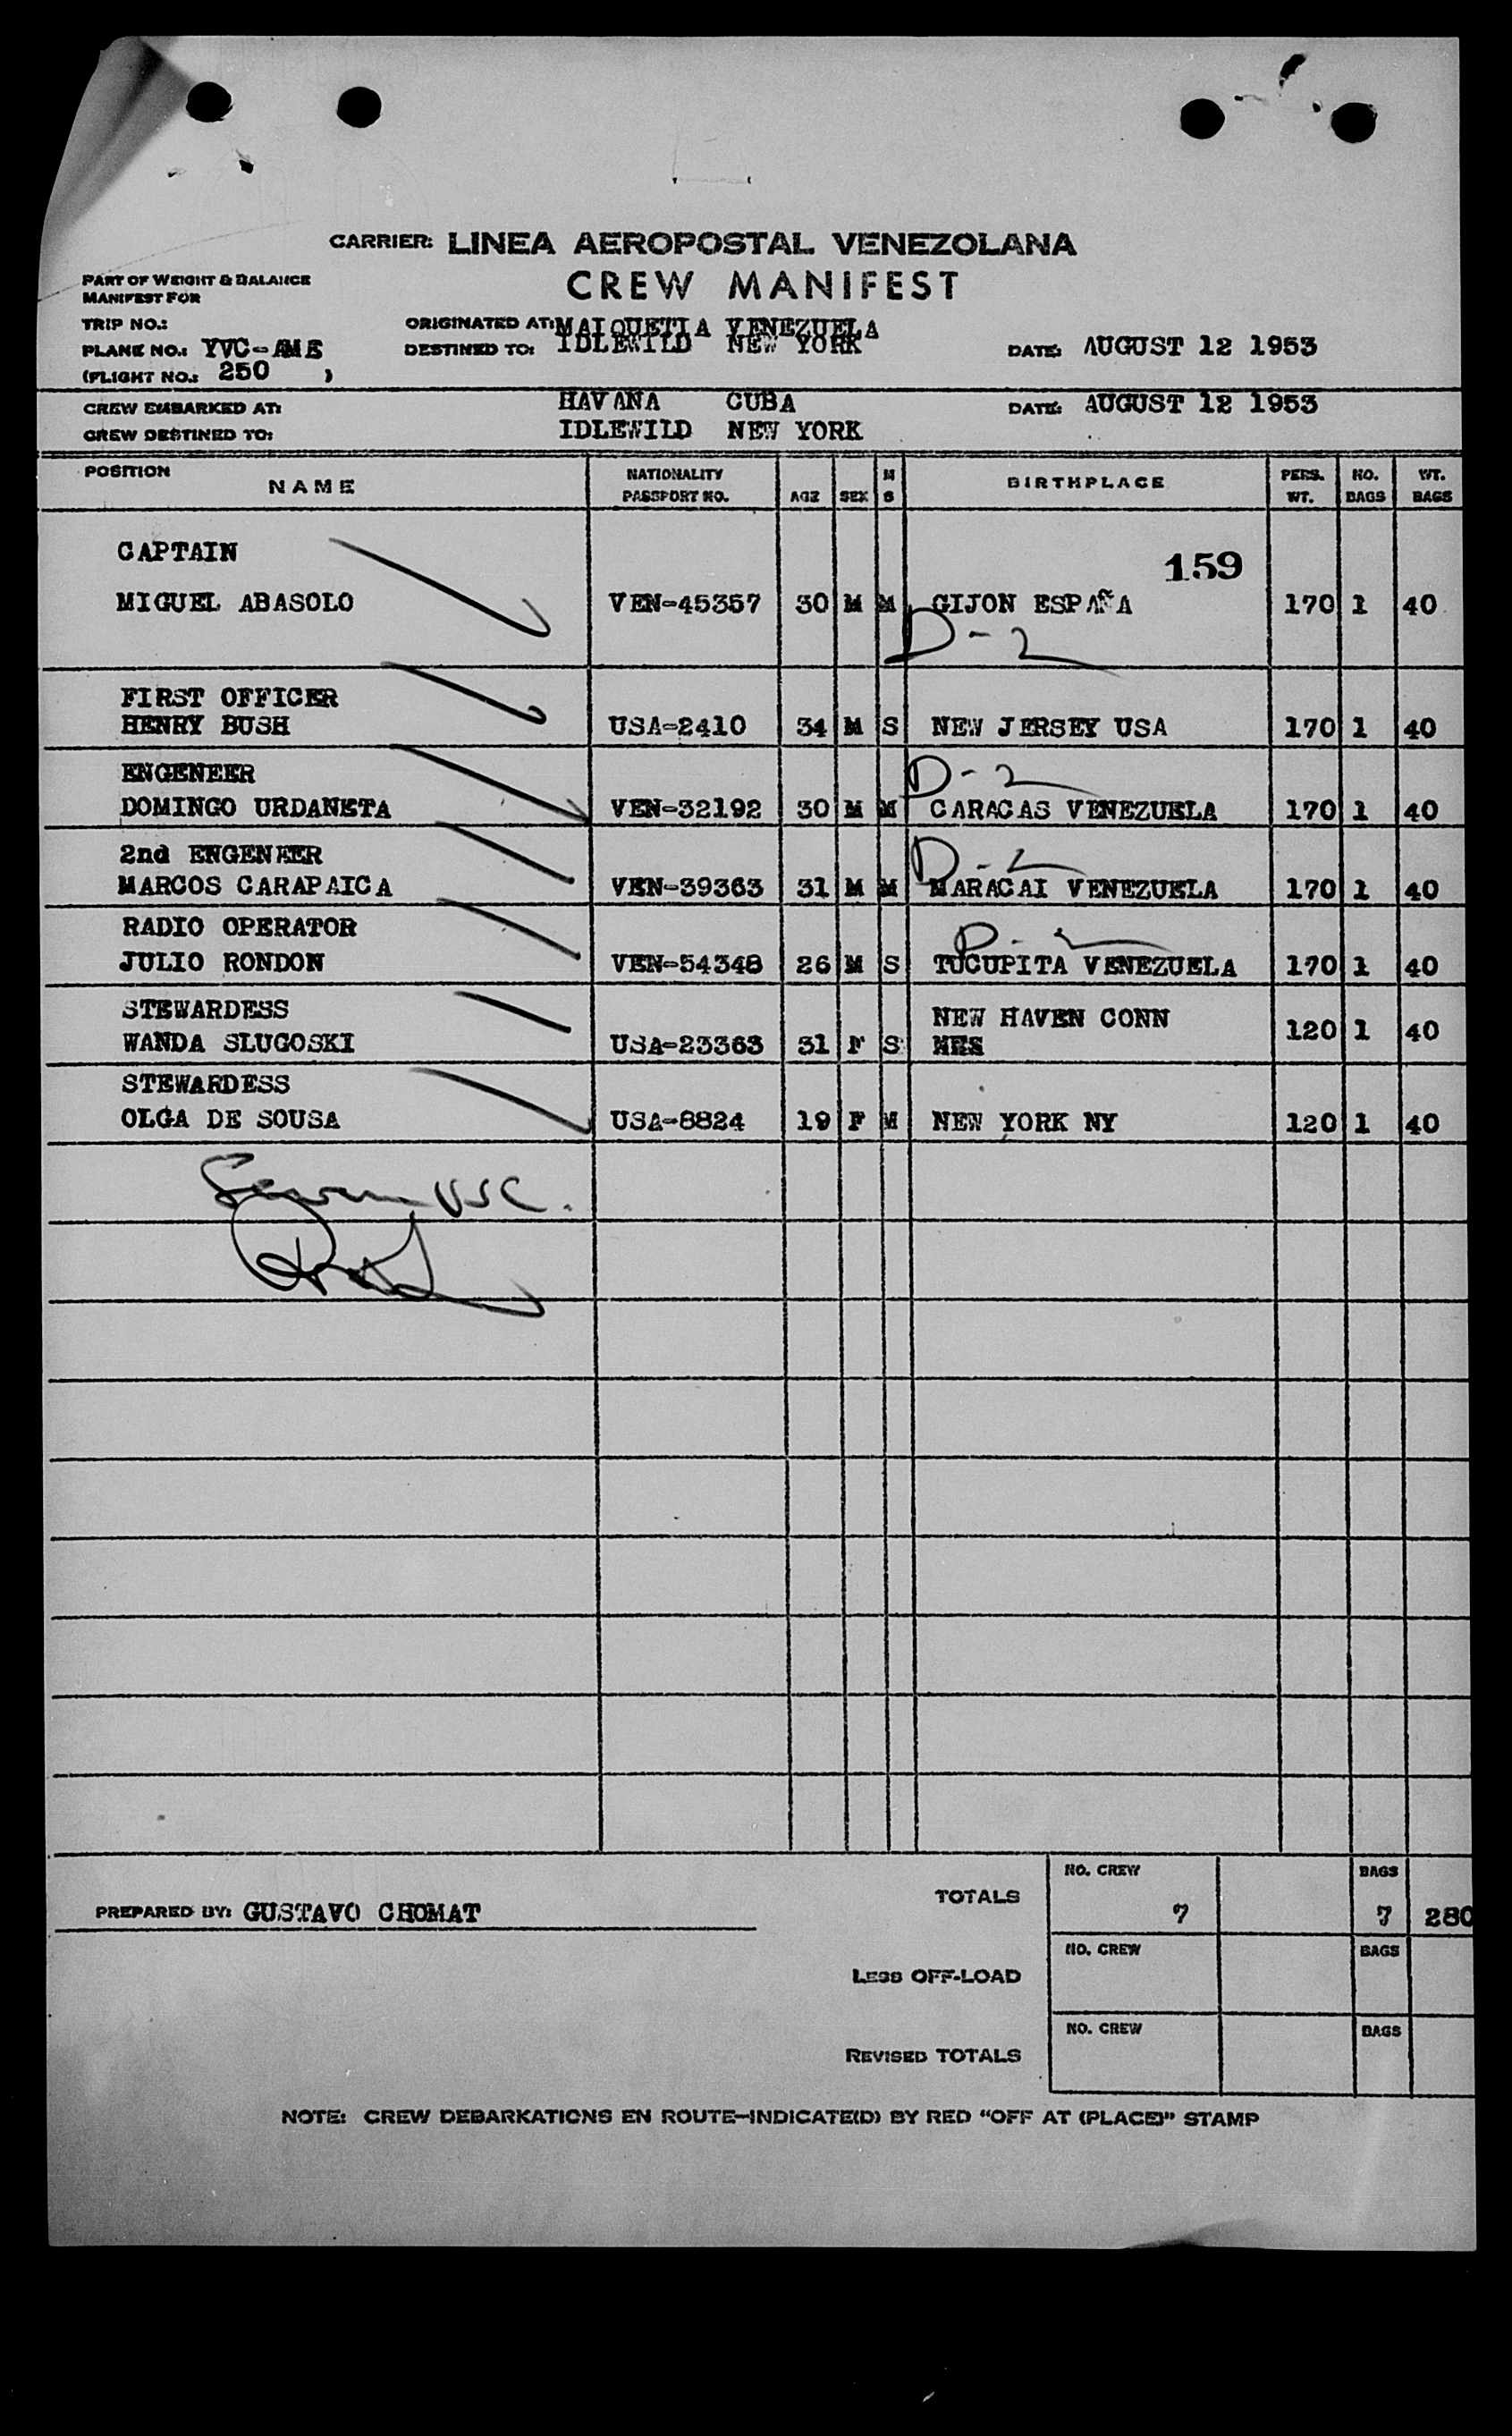 CARRIER: LINEA AEROPOSTAL VENEZOLANA
CREW MANIFEST
PART OF WEIGHT & BALANCE
MANIFEST FOR
TRIP NO.:
ORIGINATED AT: MAIQUETIA VENEZUELA
PLANE NO.: YVC-AME
DESTINED TO: IDLEWILD NEW YORK
DATE: AUGUST 12 1953
(FLIGHT NO.: 250 )
CREW EMBARKED AT: HAVANA CUBA
DATE: AUGUST 12 1953
CREW DESTINED TO: IDLEWILD NEW YORK
POSITION NAME NATIONALITY PASSPORT NO. AGE SEX M S BIRTHPLACE PERS. WT. NO. BAGS WT. BAGS
CAPTAIN
159
MIGUEL ABASOLO VEN-45357 30 M M GIJON ESPAÑA 170 1 40
D-2
FIRST OFFICER
HENRY BUSH USA-2410 34 M S NEW JERSEY USA 170 1 40
ENGENEER D-2
DOMINGO URDANETA VEN-32192 30 M M CARACAS VENEZUELA 170 1 40
2nd ENGENEER D-2
MARCOS CARAPAICA VEN-39363 31 M M MARACAI VENEZUELA 170 1 40
RADIO OPERATOR D-2
JULIO RONDON VEN-54348 26 M S TUCUPITA VENEZUELA 170 1 40
STEWARDESS NEW HAVEN CONN
WANDA SLUGOSKI USA-23363 31 F S 120 1 40
STEWARDESS
OLGA DE SOUSA USA-8824 19 F M NEW YORK NY 120 1 40
Seven USC.
NO. CREW BAGS
TOTALS 7 7 280
PREPARED BY: GUSTAVO CHOMAT
NO. CREW BAGS
LESS OFF-LOAD
NO. CREW BAGS
REVISED TOTALS
NOTE: CREW DEBARKATIONS EN ROUTE—INDICATE(D) BY RED "OFF AT (PLACE)" STAMP